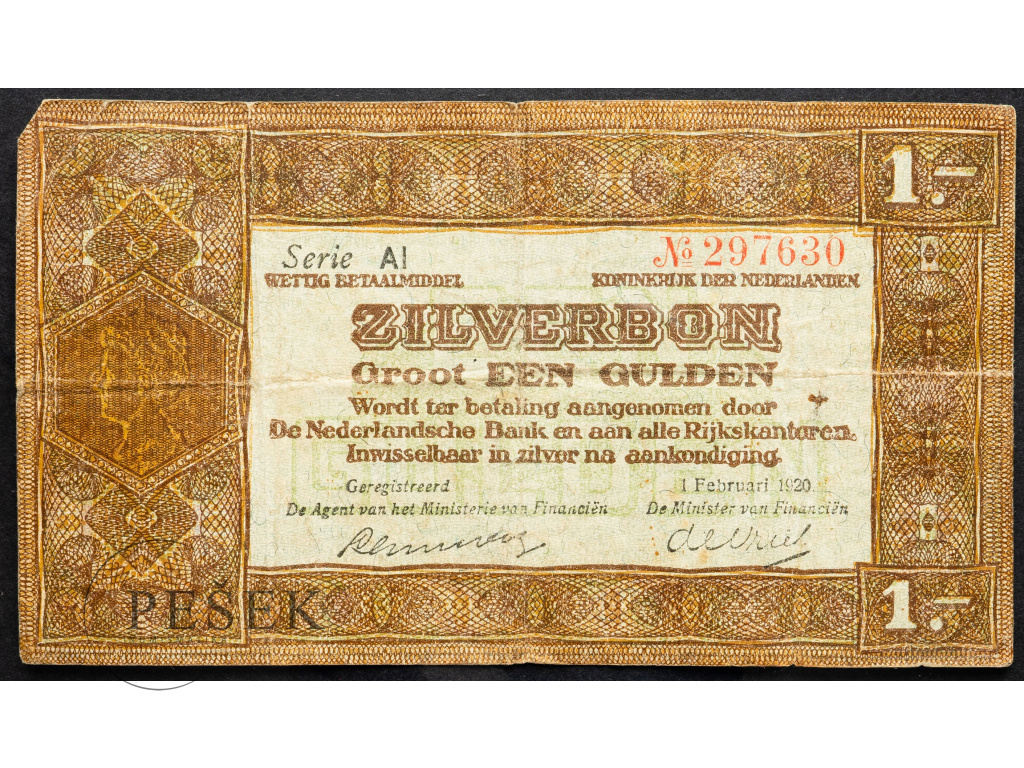 1.-
Serie AI
№ 297630
WETTIG BETAALMIDDEL
KONINKRIJK DER NEDERLANDEN
ZILVERBON
Groot EEN GULDEN
Wordt ter betaling aangenomen door
De Nederlandsche Bank en aan alle Rijkskantoren.
Inwisselbaar in zilver na aankondiging.
Geregistreerd
1 Februari 1920
De Agent van het Ministerie van Financiën
De Minister van Financiën
de Vries
1.-
PEŠEK